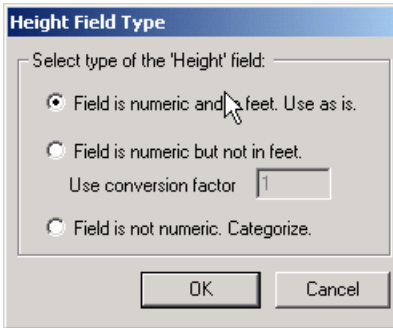 Height Field Type
Select type of the 'Height' field:
Field is numeric and feet. Use as is.
Field is numeric but not in feet.
Use conversion factor 1
Field is not numeric. Categorize.
OK Cancel